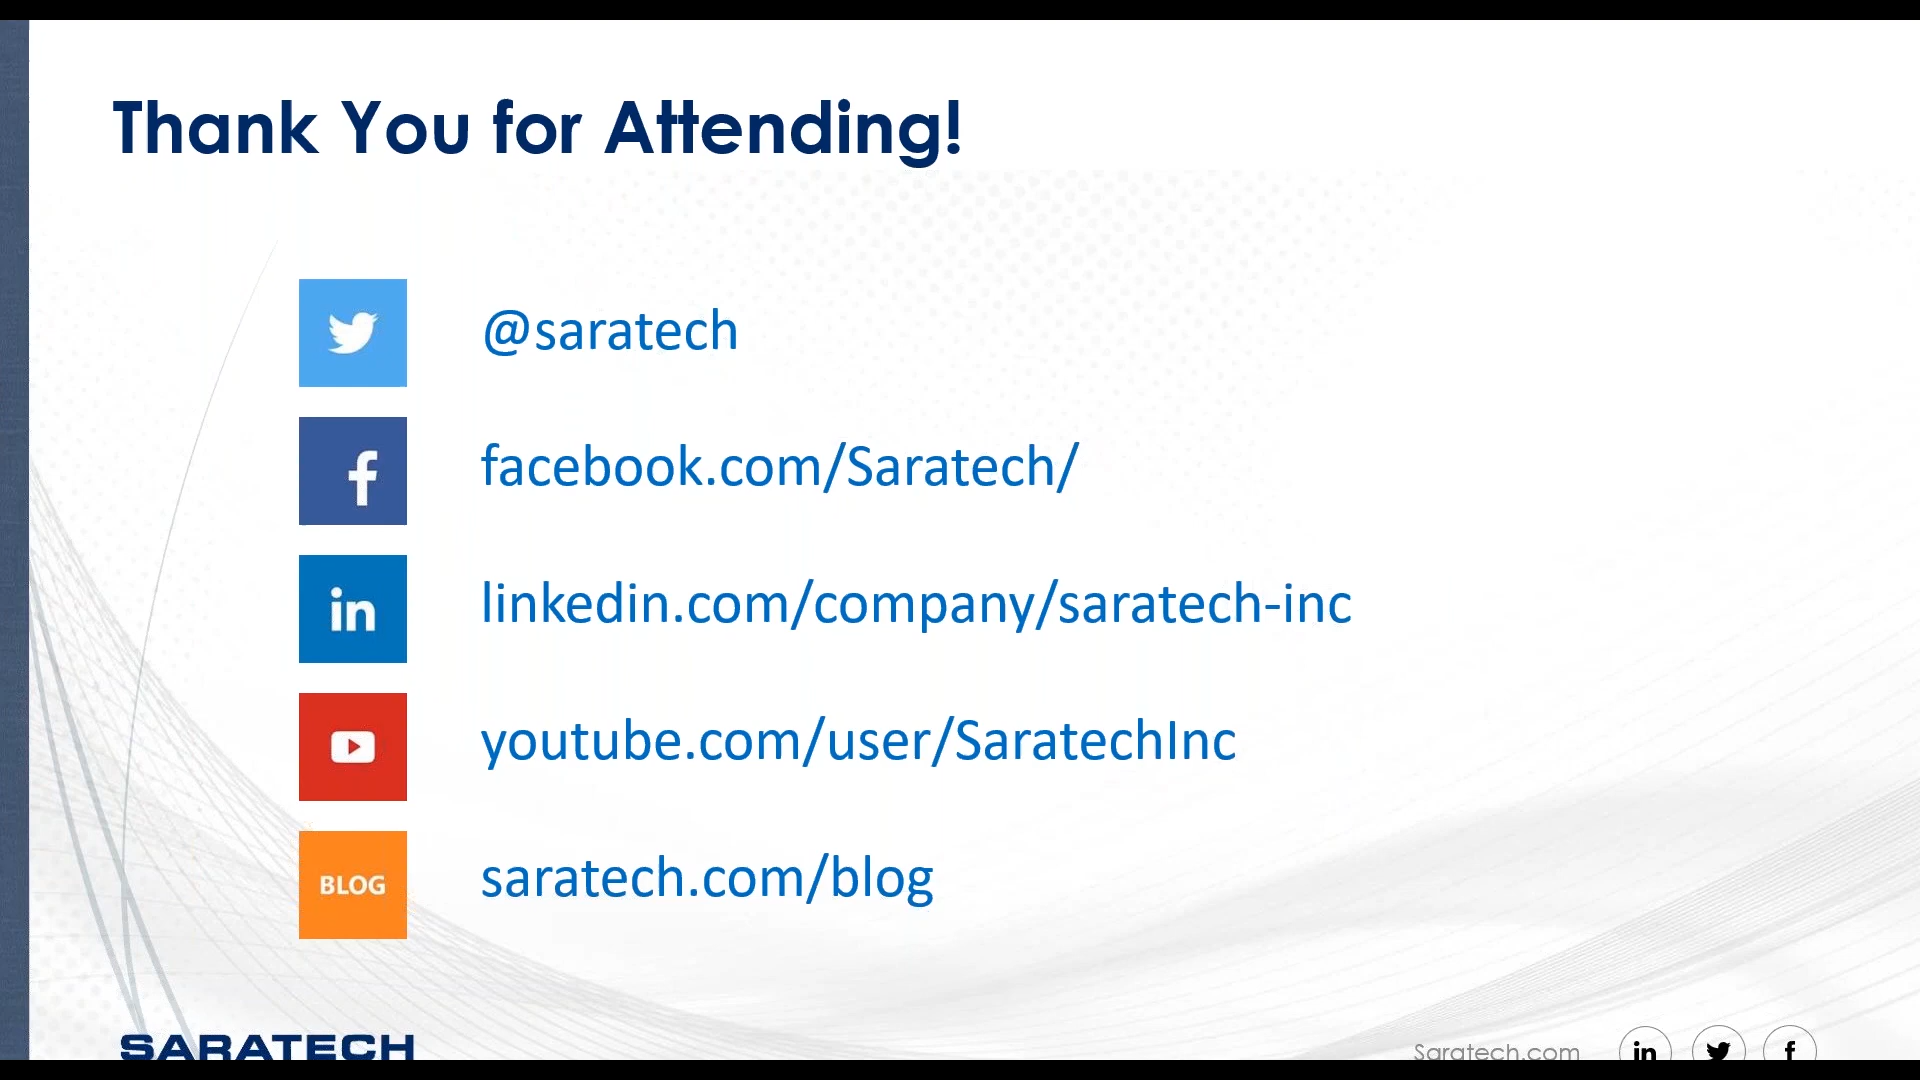 Thank You for Attending!
@saratech
facebook.com/Saratech/
linkedin.com/company/saratech-inc
youtube.com/user/SaratechInc
BLOG
saratech.com/blog
SARATECH
Saratech.com